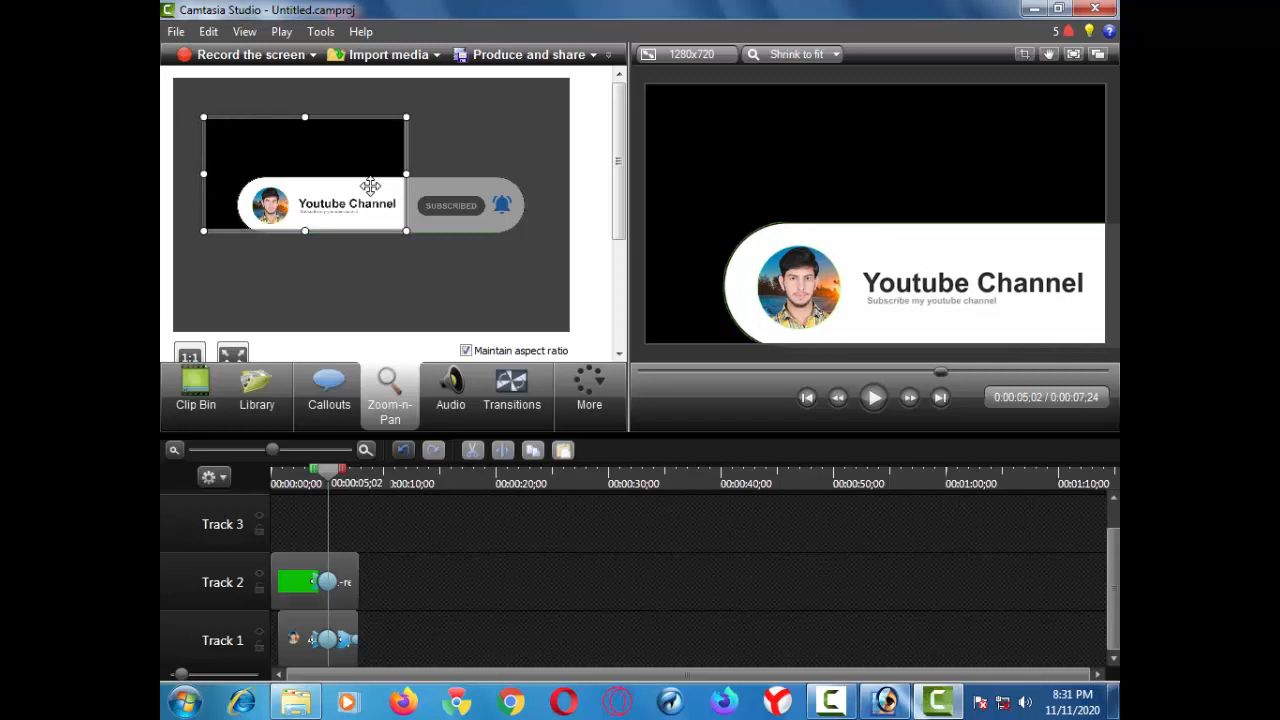 Camtasia Studio - Untitled.camproj
File Edit View Play Tools Help 5
Record the screen Import media Produce and share 1280x720 Shrink to fit
Youtube Channel
Subscribe my youtube channel
SUBSCRIBED
Youtube Channel
Subscribe my youtube channel
1:1
Maintain aspect ratio
Clip Bin Library Callouts Zoom-n-Pan Audio Transitions More
0:00:05;02 / 0:00:07;24
00:00:00;00 00:00:05;02 00:00:20;00 00:00:30;00 00:00:40;00 00:00:50;00 00:01:00;00 00:01:10;00
Track 3
Track 2
Track 1
8:31 PM
11/11/2020